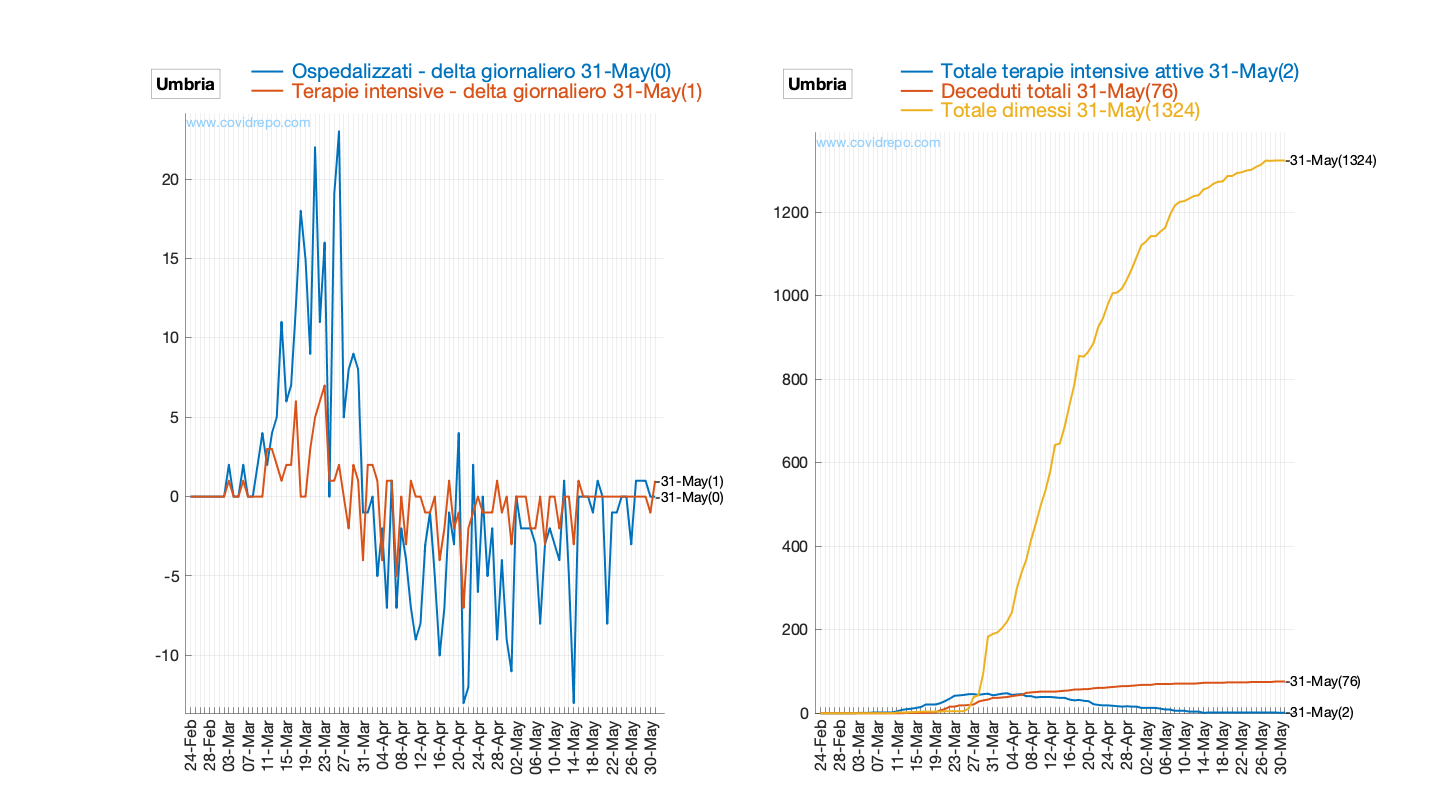 Umbria
Ospedalizzati - delta giornaliero 31-May(0)
Terapie intensive - delta giornaliero 31-May(1)
www.covidrepo.com
20
15
10
5
0
-5
-10
-31-May(1)
-31-May(0)
24-Feb
28-Feb
03-Mar
07-Mar
11-Mar
15-Mar
19-Mar
23-Mar
27-Mar
31-Mar
04-Apr
08-Apr
12-Apr
16-Apr
20-Apr
24-Apr
28-Apr
02-May
06-May
10-May
14-May
18-May
22-May
26-May
30-May
Umbria
Totale terapie intensive attive 31-May(2)
Deceduti totali 31-May(76)
Totale dimessi 31-May(1324)
www.covidrepo.com
1200
1000
800
600
400
200
0
-31-May(1324)
-31-May(76)
-31-May(2)
24-Feb
28-Feb
03-Mar
07-Mar
11-Mar
15-Mar
19-Mar
23-Mar
27-Mar
31-Mar
04-Apr
08-Apr
12-Apr
16-Apr
20-Apr
24-Apr
28-Apr
02-May
06-May
10-May
14-May
18-May
22-May
26-May
30-May